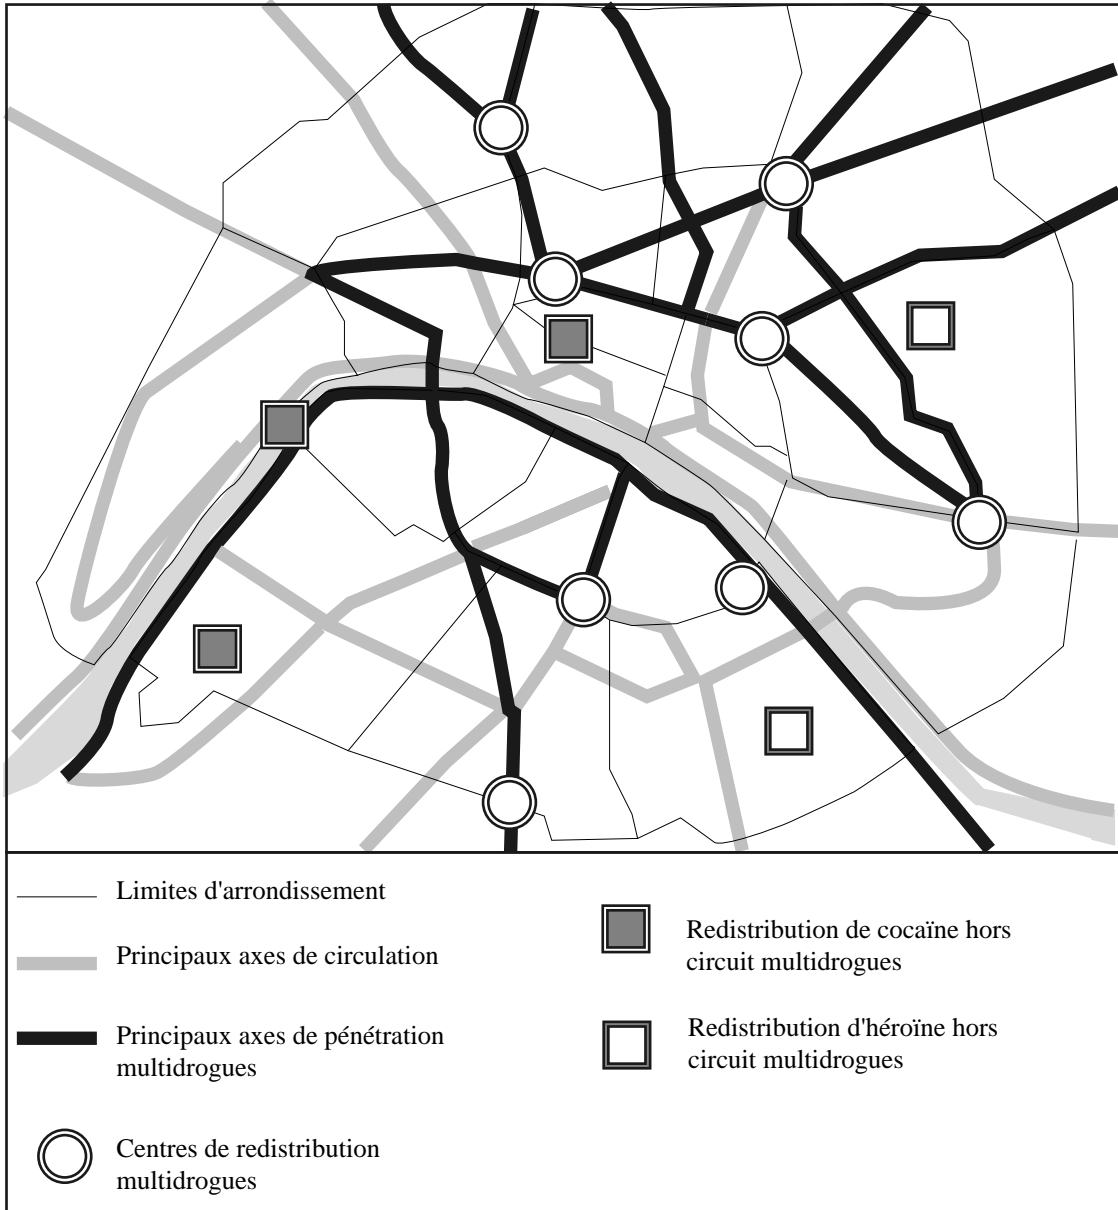 Limites d'arrondissement
Principaux axes de circulation
Principaux axes de pénétration
multidrogues
Centres de redistribution
multidrogues
Redistribution de cocaïne hors
circuit multidrogues
Redistribution d'héroïne hors
circuit multidrogues